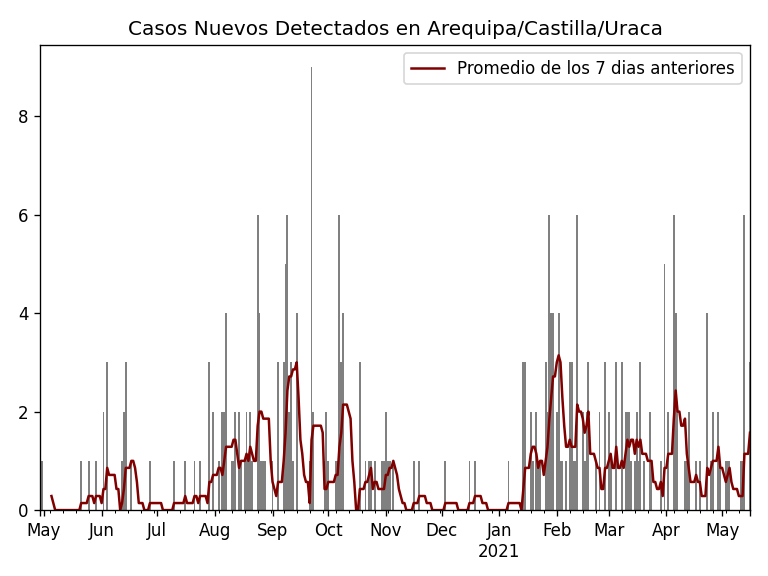 Casos Nuevos Detectados en Arequipa/Castilla/Uraca
Promedio de los 7 dias anteriores
8
6
4
2
0
May Jun Jul Aug Sep Oct Nov Dec Jan Feb Mar Apr May
2021